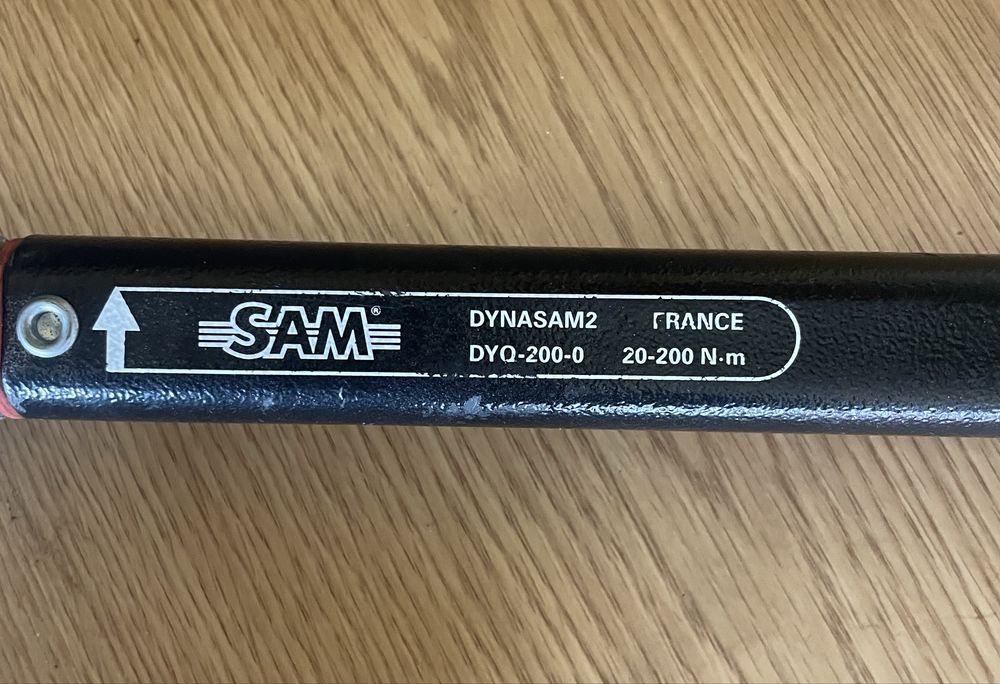 SAM®
DYNASAM2 FRANCE
DYQ-200-0 20-200 N·m